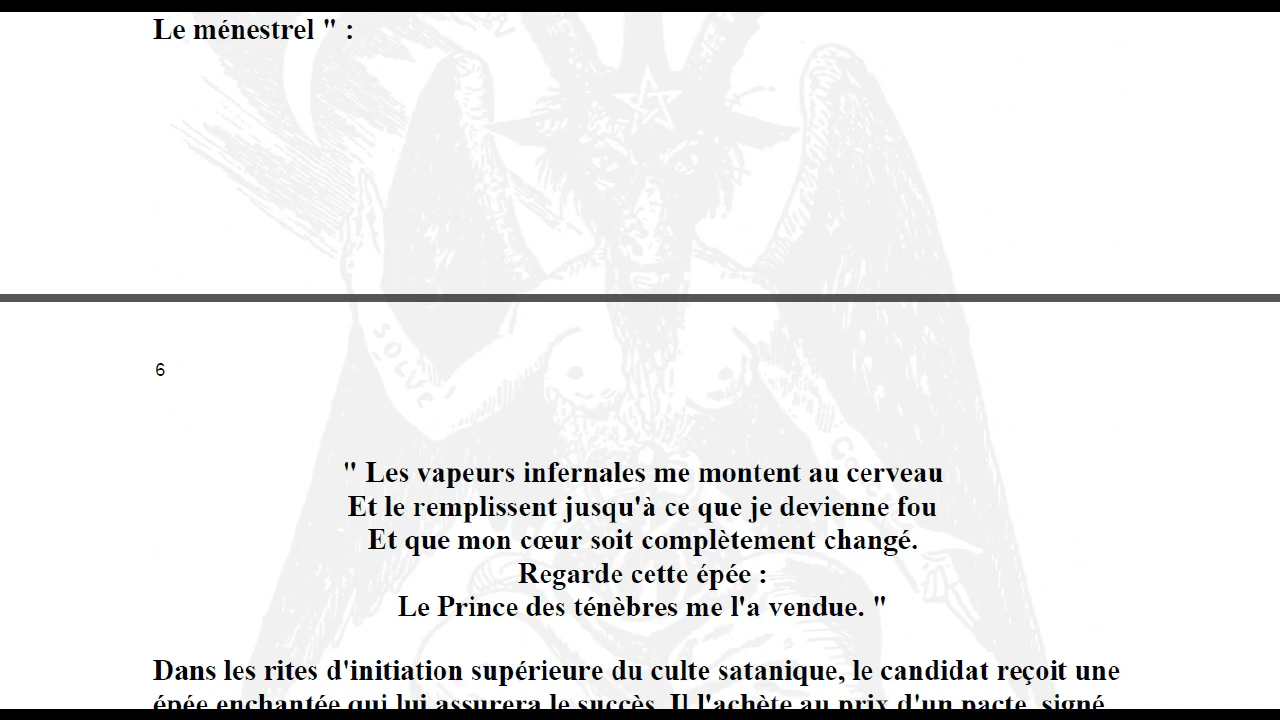 Le ménestrel " :
SOLVE
6
" Les vapeurs infernales me montent au cerveau
Et le remplissent jusqu'à ce que je devienne fou
Et que mon cœur soit complètement changé.
Regarde cette épée :
Le Prince des ténèbres me l'a vendue. "
Dans les rites d'initiation supérieure du culte satanique, le candidat reçoit une
épée enchantée qui lui assurera le succès. Il l'achète au prix d'un pacte, signé